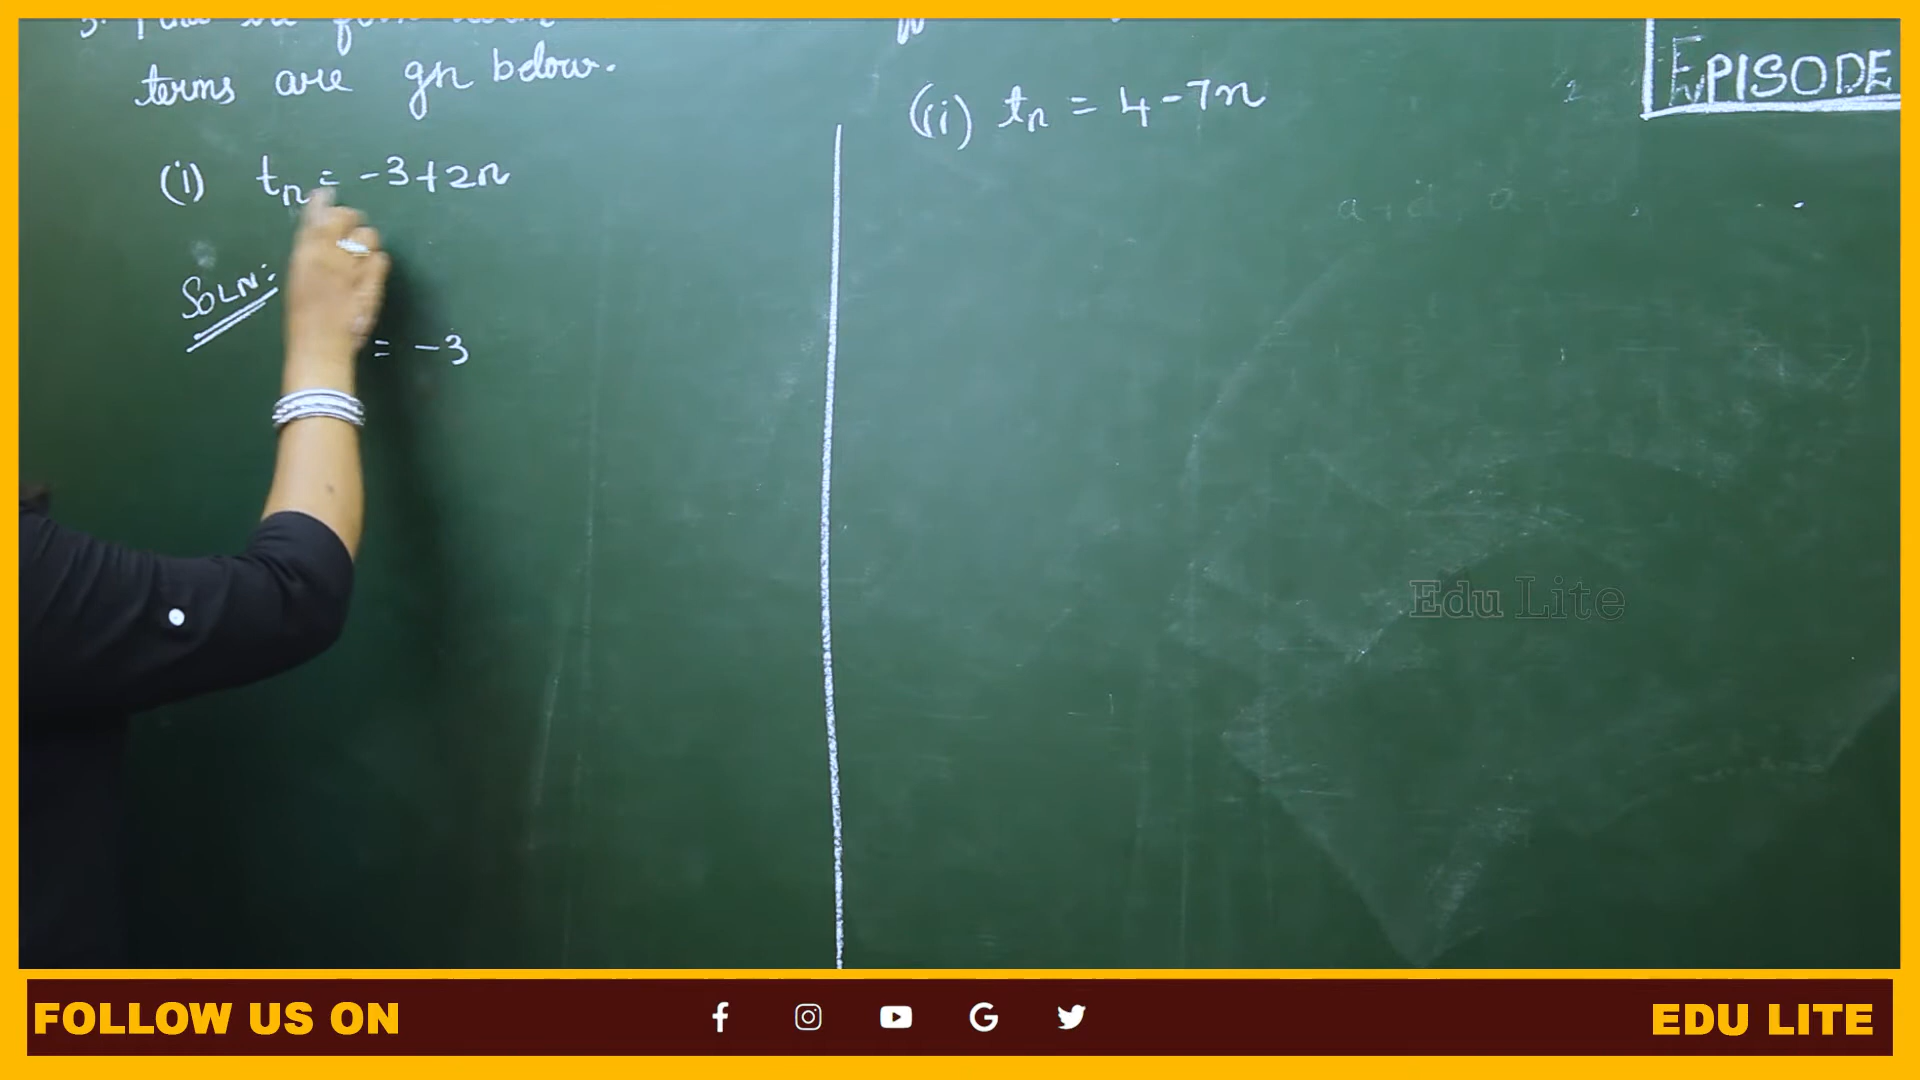 terms are gn below.
(i) tn = -3+2n
SOLN:
= -3
(ii) tn = 4-7n
EPISODE
Edu Lite
FOLLOW US ON
EDU LITE